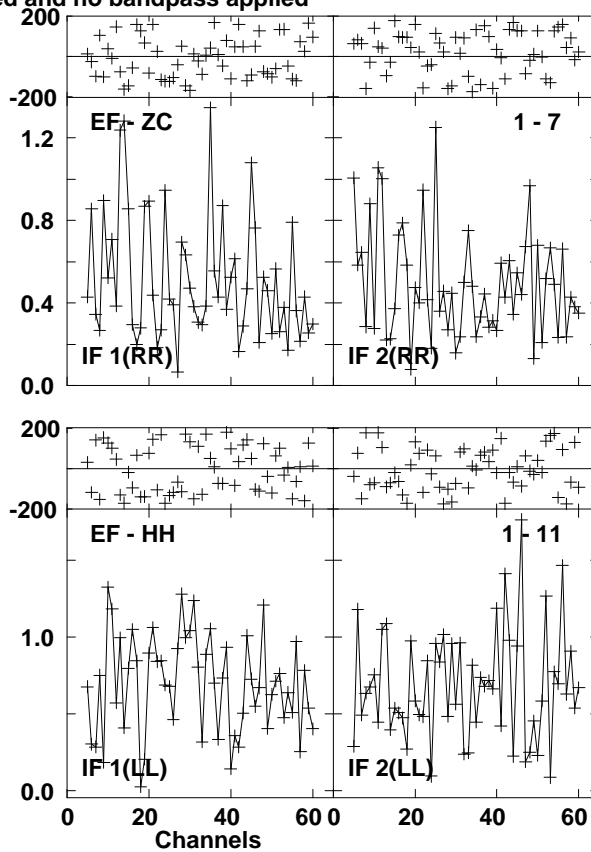 ed and no bandpass applied
200
-200
EF - ZC
1 - 7
1.2
0.8
0.4
IF 1(RR)
IF 2(RR)
0.0
200
-200
EF - HH
1 - 11
1.0
IF 1(LL)
IF 2(LL)
0.0
0 20 40 60 0 20 40 60
Channels